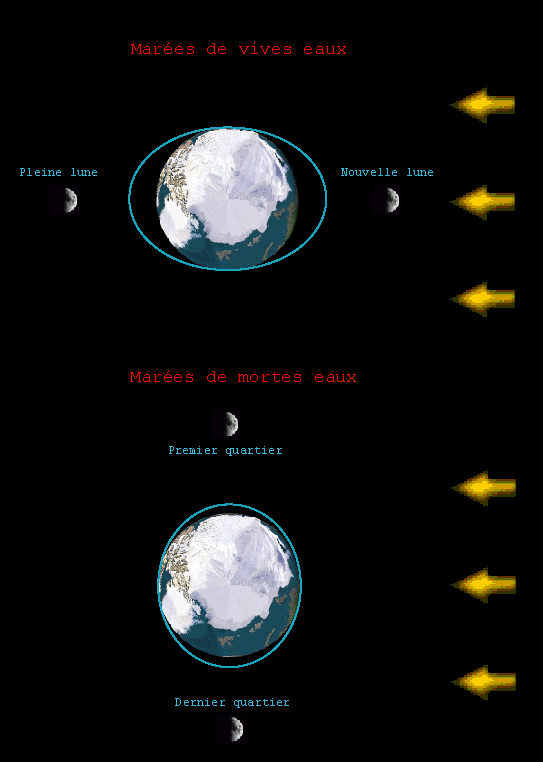 Marées de vives eaux
Pleine lune
Nouvelle lune
Marées de mortes eaux
Premier quartier
Dernier quartier